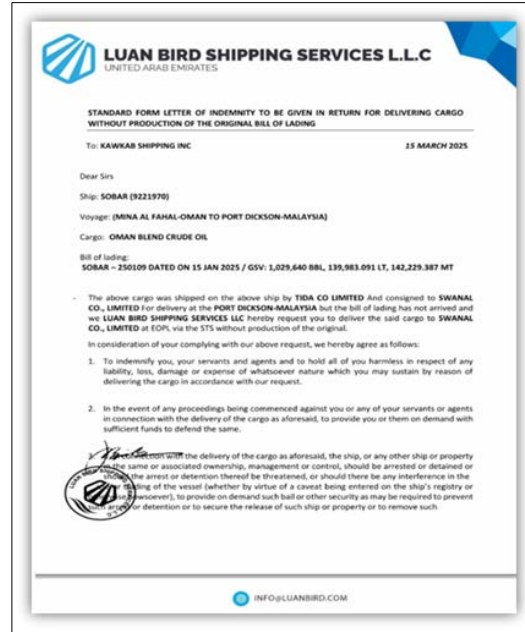 LUAN BIRD SHIPPING SERVICES L.L.C
UNITED ARAB EMIRATES
STANDARD FORM LETTER OF INDEMNITY TO BE GIVEN IN RETURN FOR DELIVERING CARGO
WITHOUT PRODUCTION OF THE ORIGINAL BILL OF LADING
To: KAWKAB SHIPPING INC 15 MARCH 2025
Dear Sirs
Ship: SOBAR (9221970)
Voyage: (MINA AL FAHAL-OMAN TO PORT DICKSON-MALAYSIA)
Cargo: OMAN BLEND CRUDE OIL
Bill of lading:
SOBAR – 250109 DATED ON 15 JAN 2025 / GSV: 1,029,640 BBL, 139,983.091 LT, 142,229.387 MT
- The above cargo was shipped on the above ship by TIDA CO LIMITED And consigned to SWANAL
CO., LIMITED For delivery at the PORT DICKSON-MALAYSIA but the bill of lading has not arrived and
we LUAN BIRD SHIPPING SERVICES LLC hereby request you to deliver the said cargo to SWANAL
CO., LIMITED at EOPL via the STS without production of the original.
In consideration of your complying with our above request, we hereby agree as follows:
1. To indemnify you, your servants and agents and to hold all of you harmless in respect of any
liability, loss, damage or expense of whatsoever nature which you may sustain by reason of
delivering the cargo in accordance with our request.
2. In the event of any proceedings being commenced against you or any of your servants or agents
in connection with the delivery of the cargo as aforesaid, to provide you or them on demand with
sufficient funds to defend the same.
with the delivery of the cargo as aforesaid, the ship, or any other ship or property
in the same or associated ownership, management or control, should be arrested or detained or
the arrest or detention thereof be threatened, or should there be any interference in the
of the vessel (whether by virtue of a caveat being entered on the ship's registry or
to provide on demand such bail or other security as may be required to prevent
such or detention or to secure the release of such ship or property or to remove such
INFO@LUANBIRD.COM